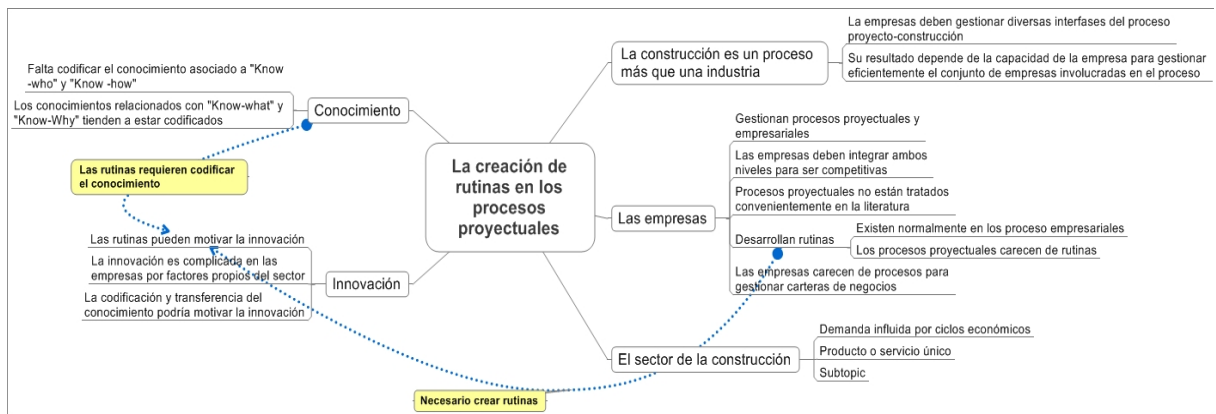 La creación de
rutinas en los
procesos
proyectuales
La construcción es un proceso
más que una industria
La empresas deben gestionar diversas interfases del proceso
proyecto-construcción
Su resultado depende de la capacidad de la empresa para gestionar
eficientemente el conjunto de empresas involucradas en el proceso
Las empresas
Gestionan procesos proyectuales y
empresariales
Las empresas deben integrar ambos
niveles para ser competitivas
Procesos proyectuales no están tratados
convenientemente en la literatura
Desarrollan rutinas
Existen normalmente en los proceso empresariales
Los procesos proyectuales carecen de rutinas
Las empresas carecen de procesos para
gestionar carteras de negocios
El sector de la construcción
Demanda influida por ciclos económicos
Producto o servicio único
Subtopic
Conocimiento
Falta codificar el conocimiento asociado a "Know
-who" y "Know -how"
Los conocimientos relacionados con "Know-what" y
"Know-Why" tienden a estar codificados
Las rutinas requieren codificar
el conocimiento
Innovación
Las rutinas pueden motivar la innovación
La innovación es complicada en las
empresas por factores propios del sector
La codificación y transferencia del
conocimiento podría motivar la innovación
Necesario crear rutinas